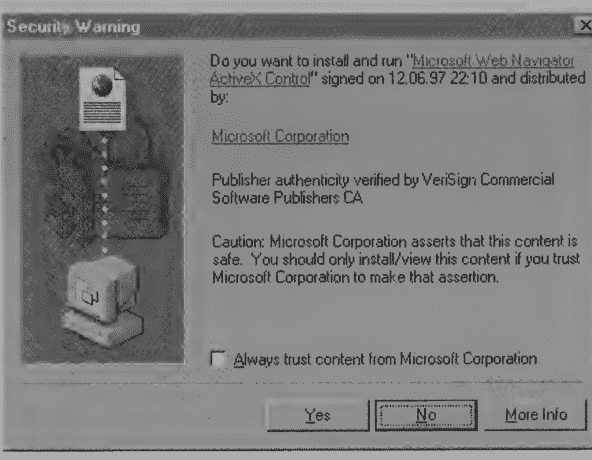 Security Warning
Do you want to install and run "Microsoft Web Navigator
ActiveX Control" signed on 12.06.97 22:10 and distributed
by:
Microsoft Corporation
Publisher authenticity verified by VeriSign Commercial
Software Publishers CA
Caution: Microsoft Corporation asserts that this content is
safe. You should only install/view this content if you trust
Microsoft Corporation to make that assertion.
Always trust content from Microsoft Corporation
Yes No More Info